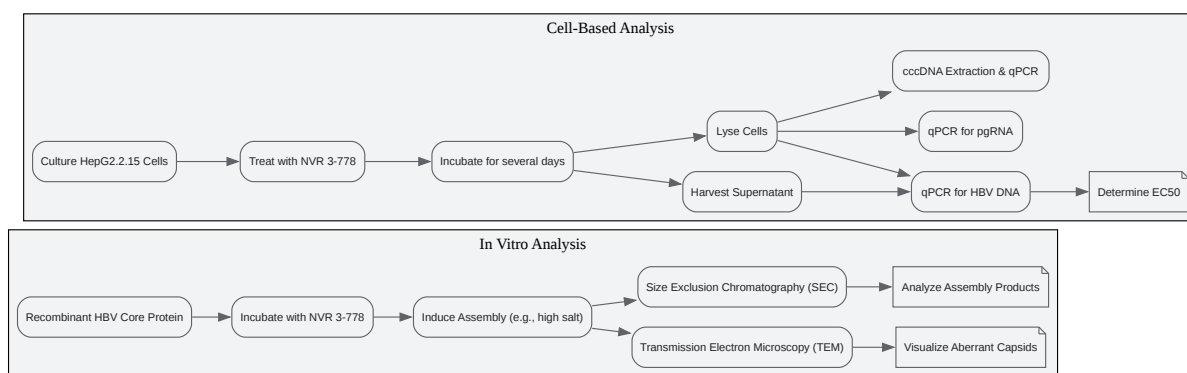 Cell-Based Analysis
cccDNA Extraction & qPCR
Lyse Cells
qPCR for pgRNA
Culture HepG2.2.15 Cells
Treat with NVR 3-778
Incubate for several days
Harvest Supernatant
qPCR for HBV DNA
Determine EC50
In Vitro Analysis
Size Exclusion Chromatography (SEC)
Analyze Assembly Products
Recombinant HBV Core Protein
Incubate with NVR 3-778
Induce Assembly (e.g., high salt)
Transmission Electron Microscopy (TEM)
Visualize Aberrant Capsids